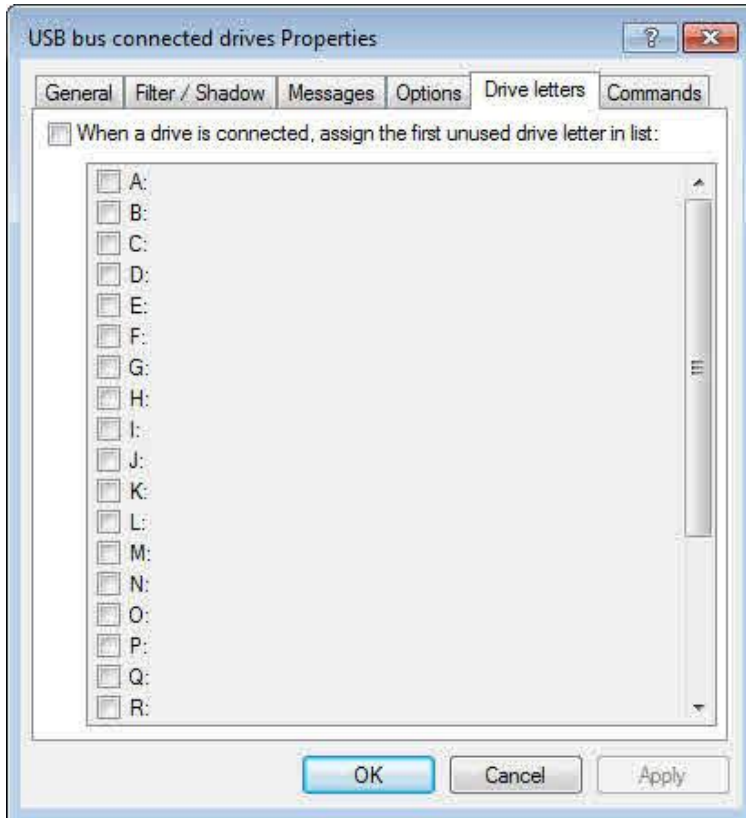 USB bus connected drives Properties
General Filter / Shadow Messages Options Drive letters Commands
When a drive is connected, assign the first unused drive letter in list:
A:
B:
C:
D:
E:
F:
G:
H:
I:
J:
K:
L:
M:
N:
O:
P:
Q:
R:
OK Cancel Apply